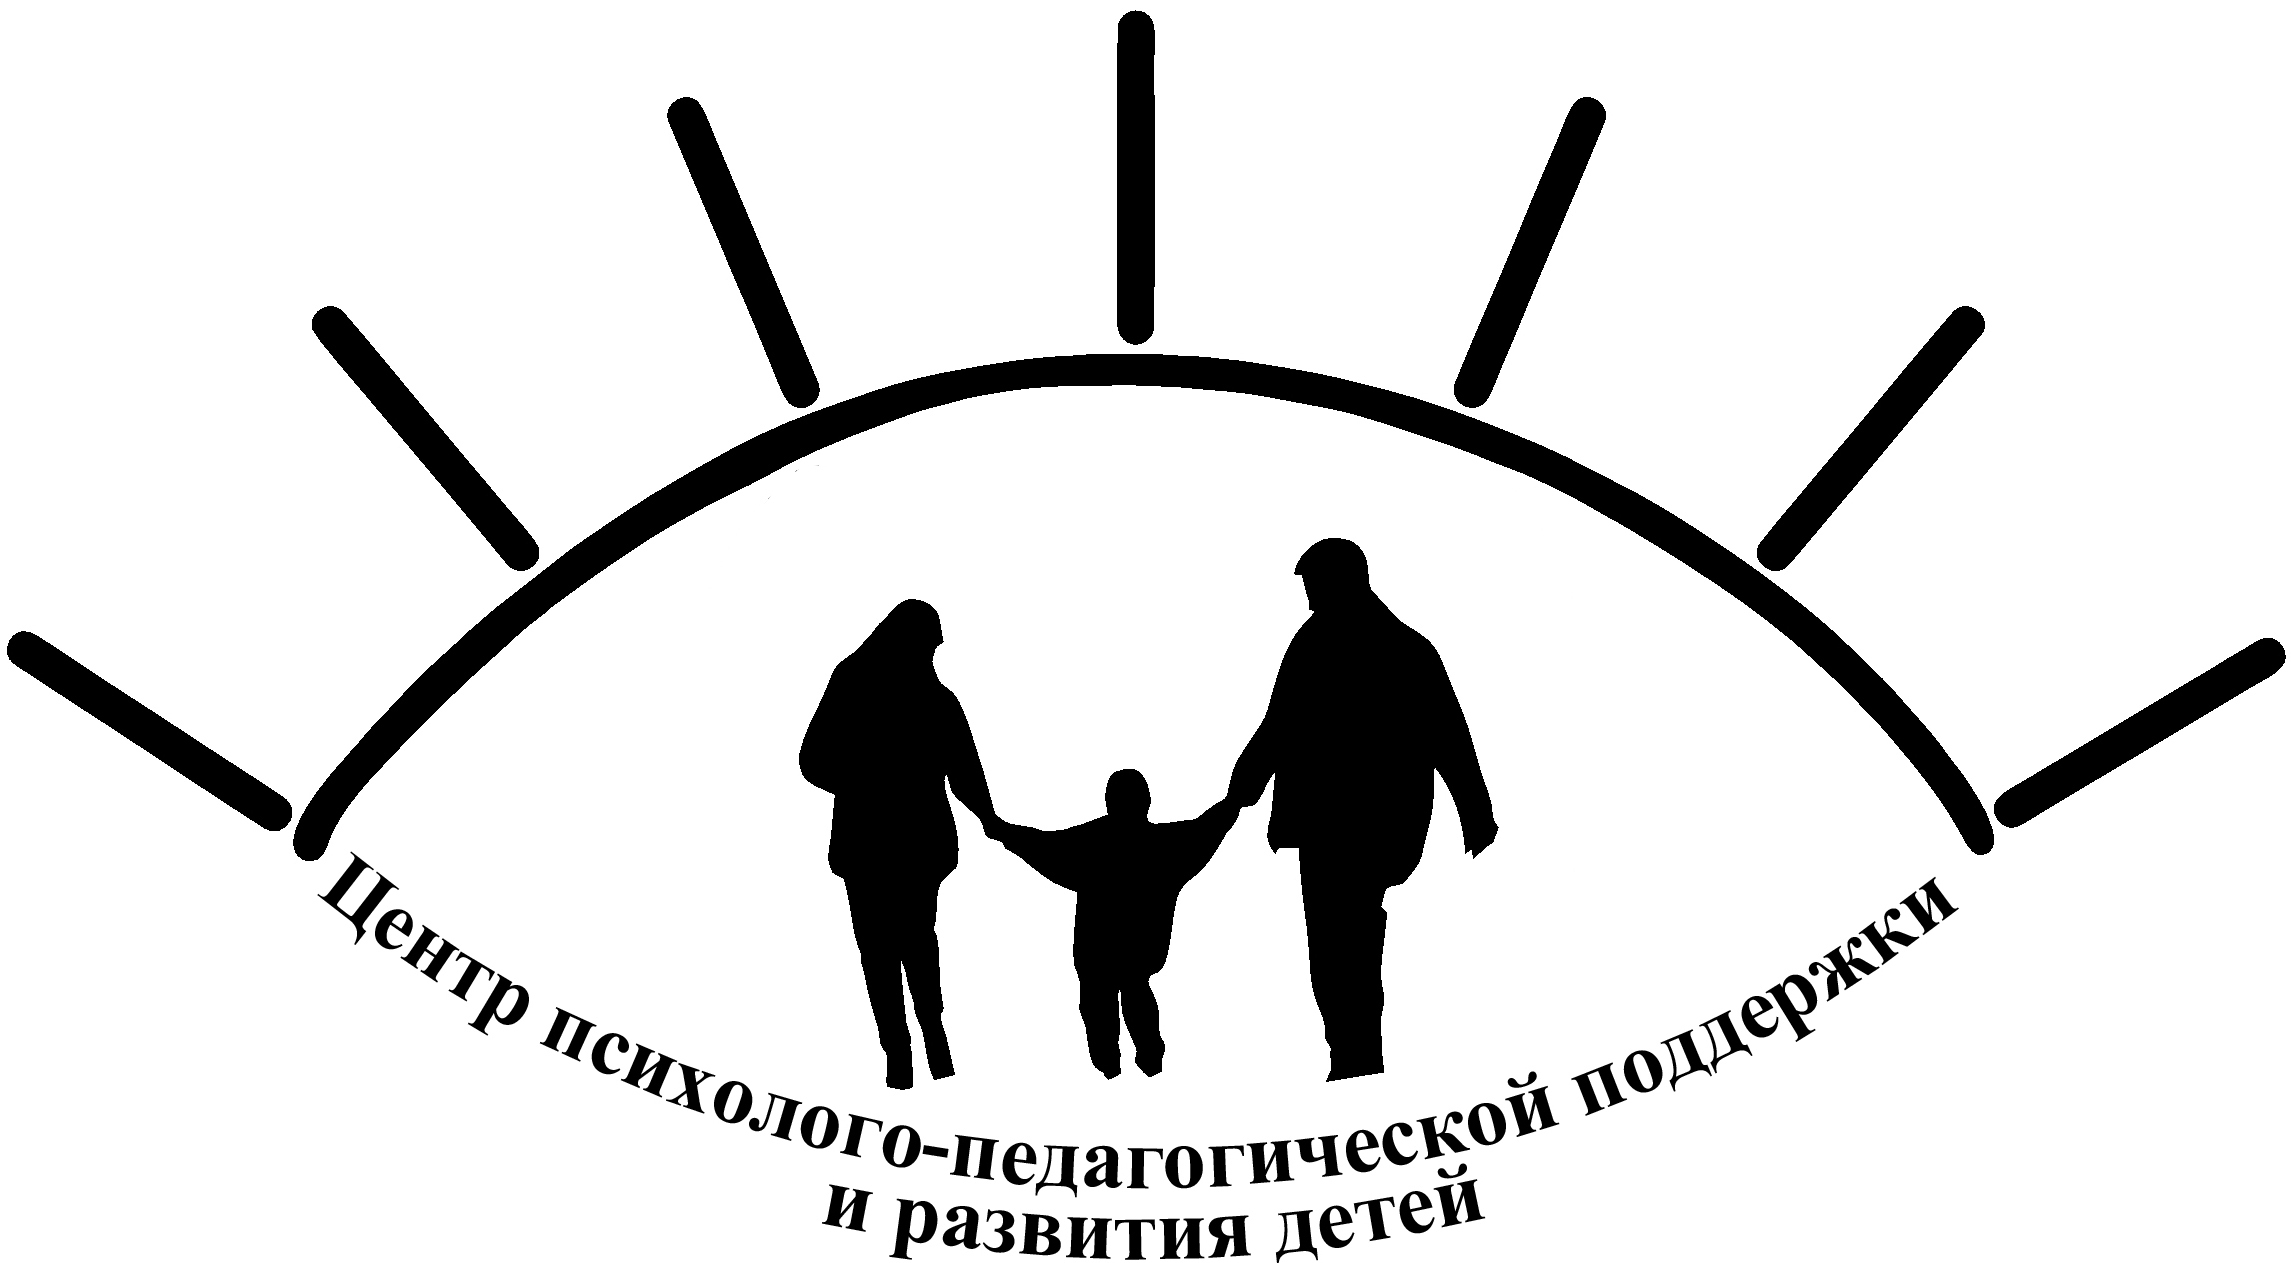 Центр психолого-педагогической поддержки
и развития детей